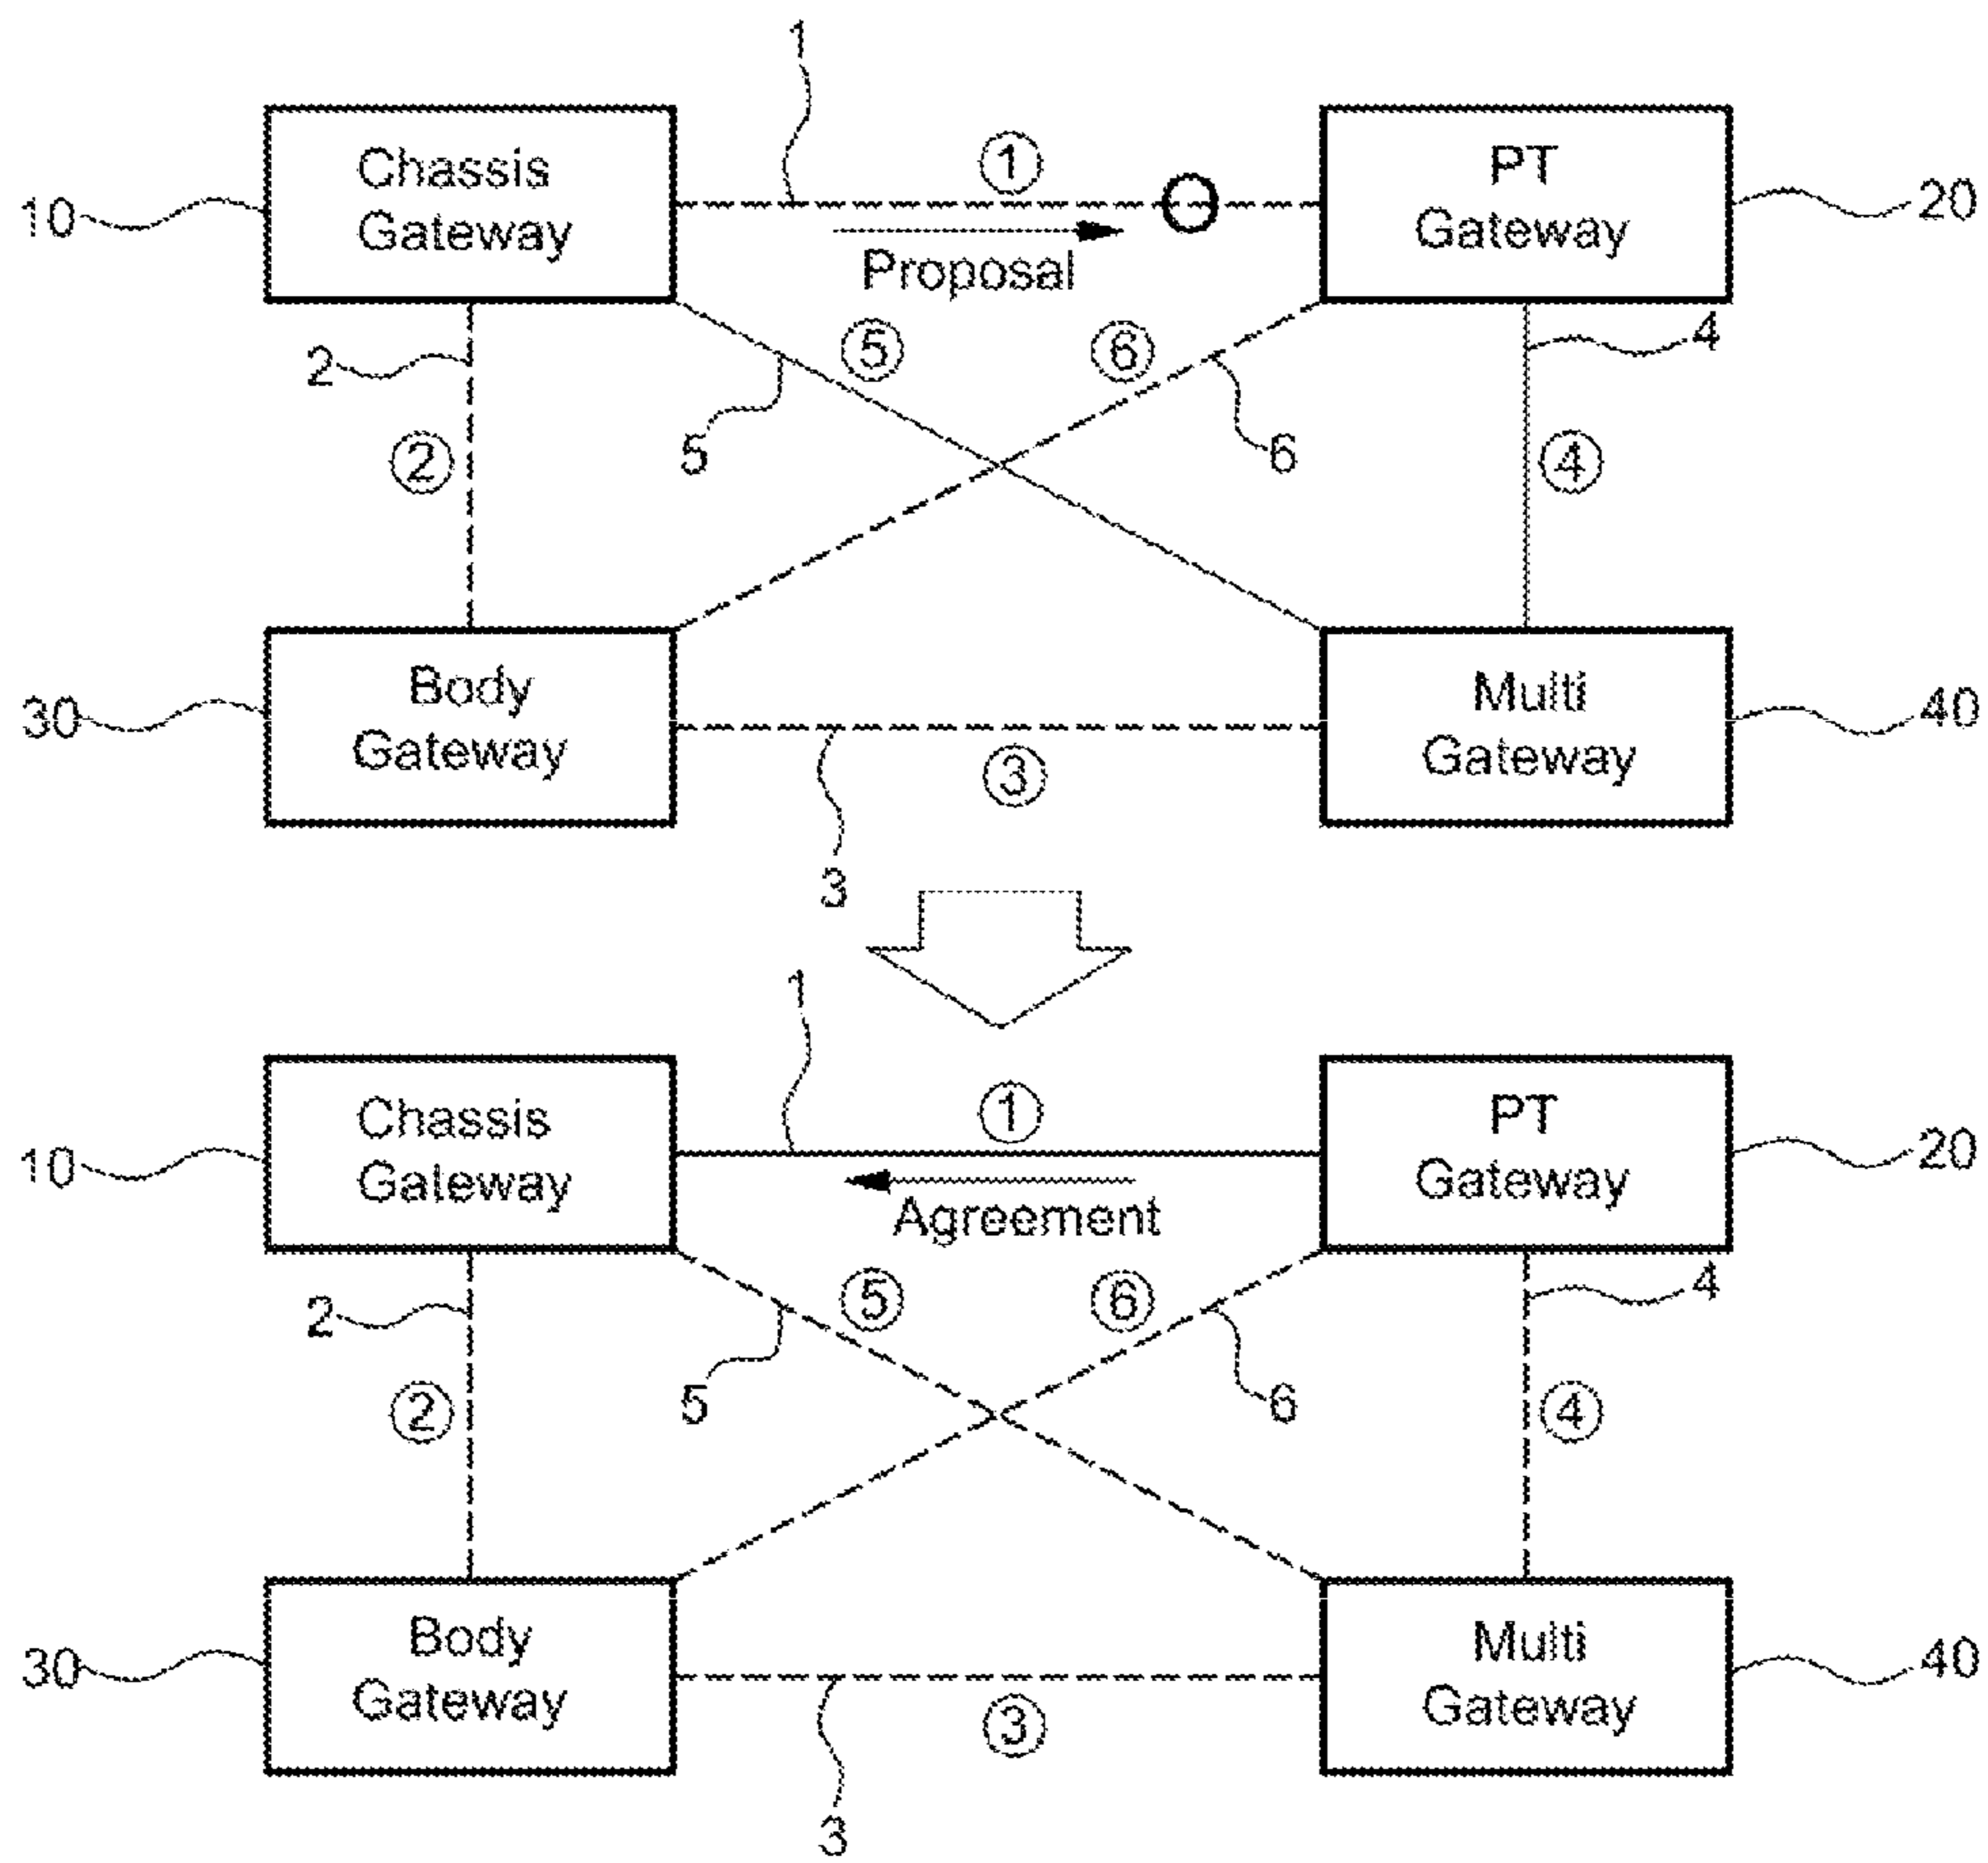 1
Chassis
Gateway
10
①
Proposal
PT
Gateway
20
2
②
5
⑤
⑥
6
4
④
Body
Gateway
30
3
③
Multi
Gateway
40
1
Chassis
Gateway
10
①
Agreement
PT
Gateway
20
2
②
5
⑤
⑥
6
4
④
Body
Gateway
30
3
③
Multi
Gateway
40